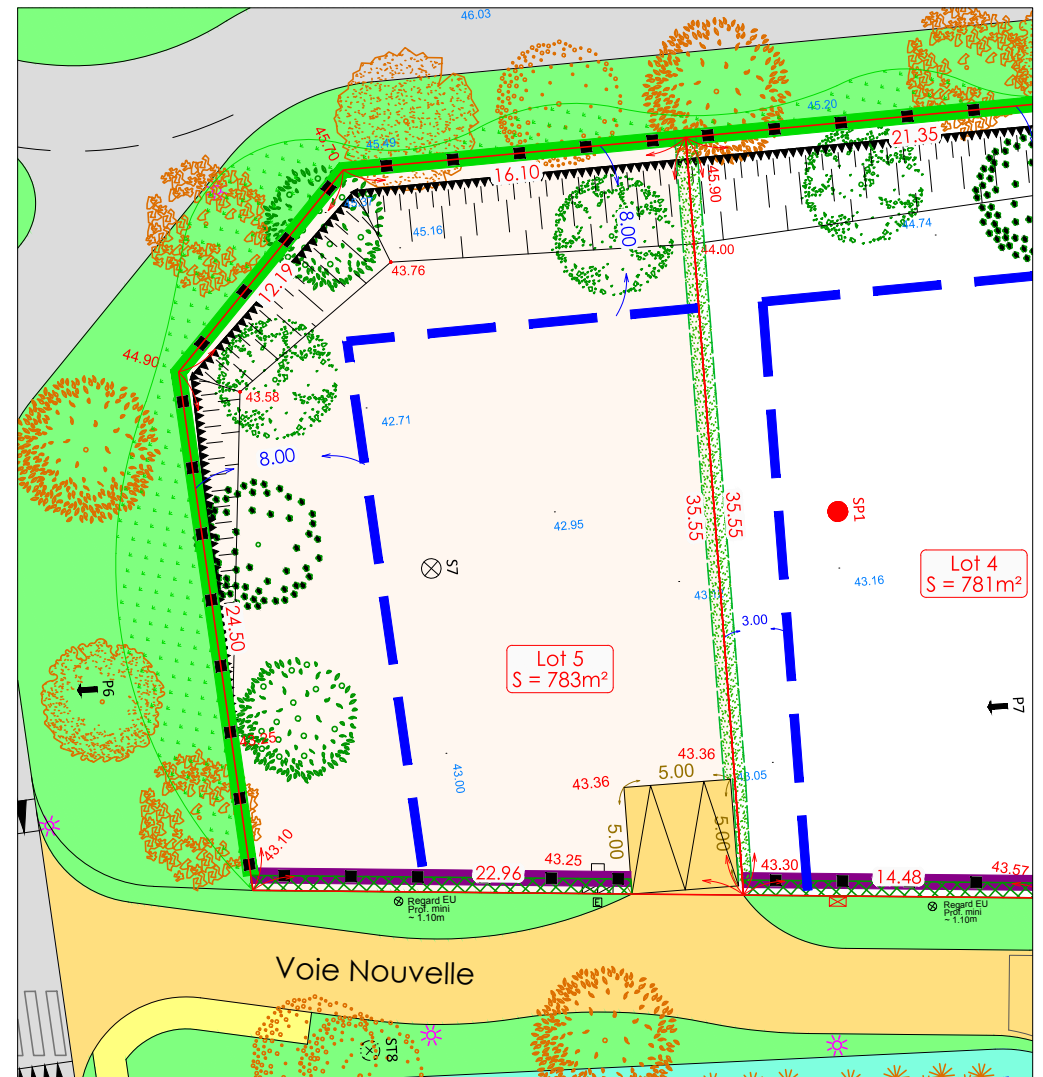 46.03
45.20
45.70
45.49
21.35
16.10
45.90
8.00
45.16
44.74
44.00
43.76
12.19
44.90
43.58
42.71
8.00
42.95
35.55
35.55
SP1
S7
43.16
Lot 4
S = 781m²
3.00
24.50
Lot 5
S = 783m²
P6
P7
43.36
5.00
43.36
43.05
43.00
5.00
5.00
43.10
43.25
22.96
43.30
14.48
43.57
Regard EU
Prof. mini
~ 1.10m
E
Regard EU
Prof. mini
~ 1.10m
Voie Nouvelle
ST8